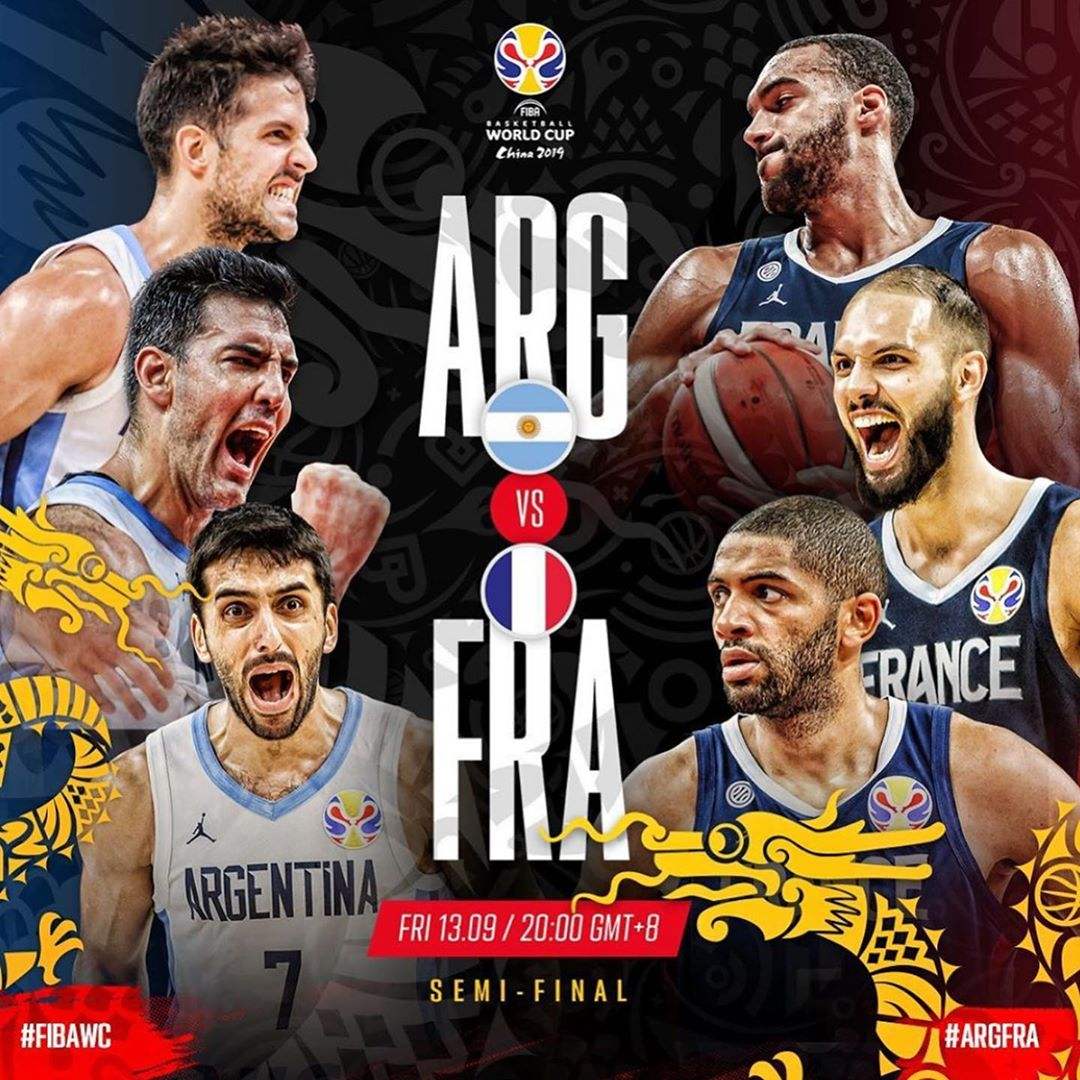 FIBA
BASKETBALL
WORLD CUP
China 2019
ARG
VS
FRA
FRANCE
ARGENTINA
7
FRI 13.09 / 20:00 GMT+8
SEMI-FINAL
#FIBAWC
#ARGFRA